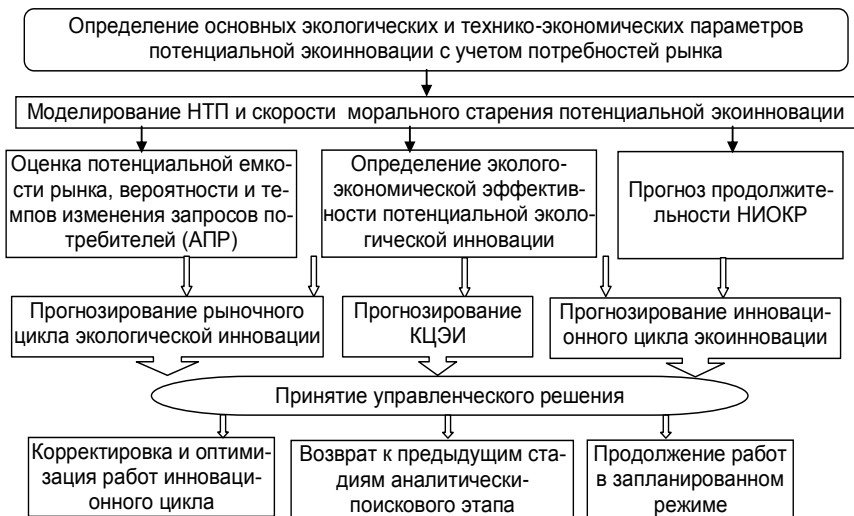 Определение основных экологических и технико-экономических параметров
потенциальной экоинновации с учетом потребностей рынка
Моделирование НТП и скорости морального старения потенциальной экоинновации
Оценка потенциальной емко-
сти рынка, вероятности и те-
мпов изменения запросов по-
требителей (АПР)
Определение эколого-
экономической эффектив-
ности потенциальной эколо-
гической инновации
Прогноз продолжите-
льности НИОКР
Прогнозирование рыночного
цикла экологической инновации
Прогнозирование
КЦЭИ
Прогнозирование инноваци-
онного цикла экоинновации
Принятие управленческого решения
Корректировка и оптими-
зация работ инноваци-
онного цикла
Возврат к предыдущим ста-
диям аналитически-
поискового этапа
Продолжение работ
в запланированном
режиме